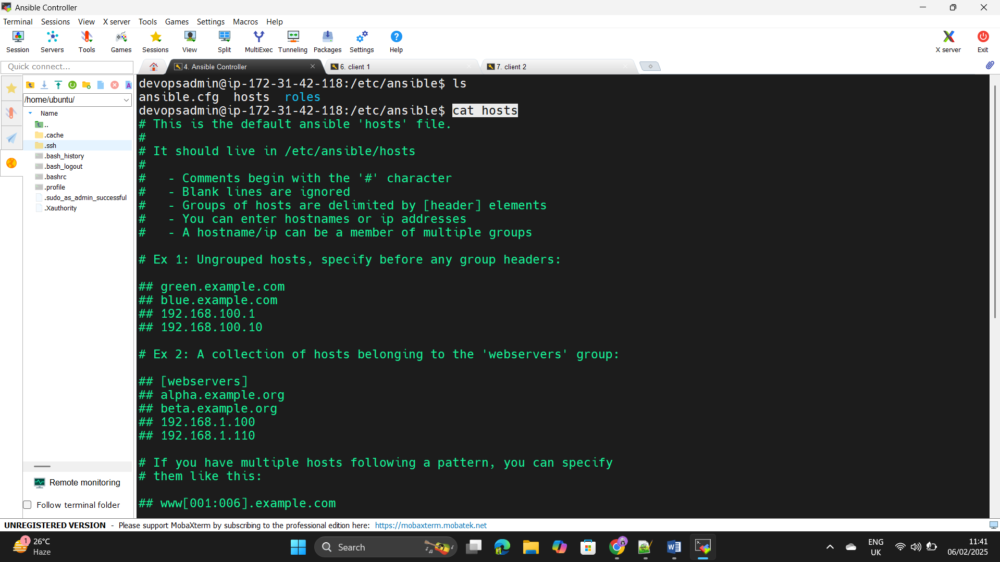 Ansible Controller
Terminal Sessions View X server Tools Games Settings Macros Help
Session Servers Tools Games Sessions View Split MultiExec Tunneling Packages Settings Help X server Exit
Quick connect...
4. Ansible Controller
6. client 1
7. client 2
/home/ubuntu/
Name
..
.cache
.ssh
.bash_history
.bash_logout
.bashrc
.profile
.sudo_as_admin_successful
.Xauthority
Remote monitoring
Follow terminal folder
devopsadmin@ip-172-31-42-118:/etc/ansible$ ls
ansible.cfg  hosts  roles
devopsadmin@ip-172-31-42-118:/etc/ansible$ cat hosts
# This is the default ansible 'hosts' file.
#
# It should live in /etc/ansible/hosts
#
#   - Comments begin with the '#' character
#   - Blank lines are ignored
#   - Groups of hosts are delimited by [header] elements
#   - You can enter hostnames or ip addresses
#   - A hostname/ip can be a member of multiple groups
# Ex 1: Ungrouped hosts, specify before any group headers:
## green.example.com
## blue.example.com
## 192.168.100.1
## 192.168.100.10
# Ex 2: A collection of hosts belonging to the 'webservers' group:
## [webservers]
## alpha.example.org
## beta.example.org
## 192.168.1.100
## 192.168.1.110
# If you have multiple hosts following a pattern, you can specify
# them like this:
## www[001:006].example.com
UNREGISTERED VERSION - Please support MobaXterm by subscribing to the professional edition here: https://mobaxterm.mobatek.net
1
26°C
Haze
Search
ENG
UK
11:41
06/02/2025